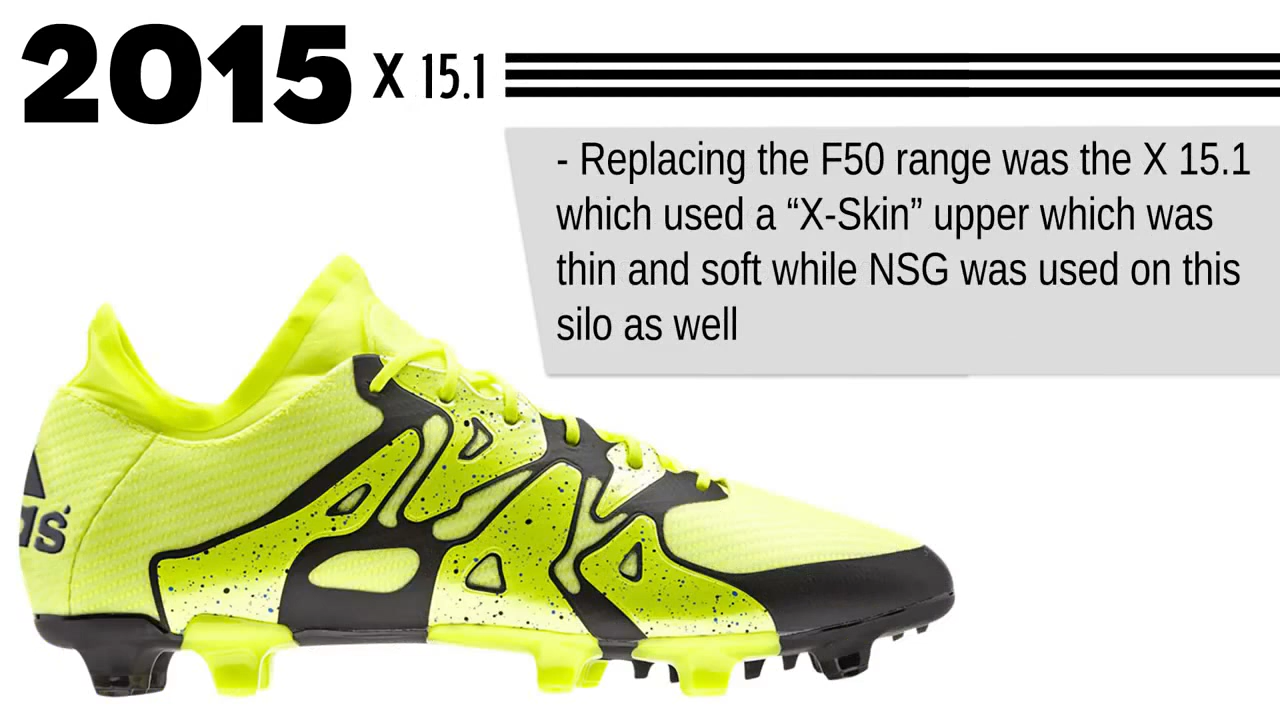 2015 X 15.1
- Replacing the F50 range was the X 15.1
which used a “X-Skin” upper which was
thin and soft while NSG was used on this
silo as well